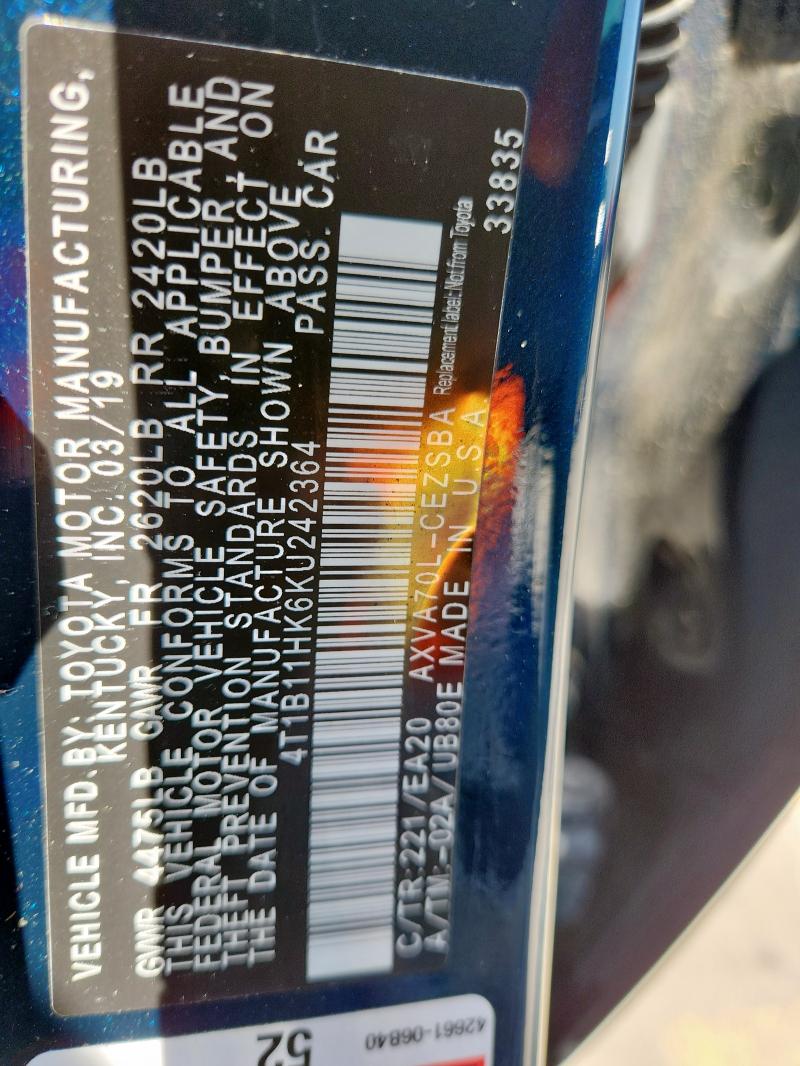 VEHICLE MFD.BY: TOYOTA MOTOR MANUFACTURING,
KENTUCKY, INC. 03/19
GVWR 4475LB GAWR FR 2620LB RR 2420LB
THIS VEHICLE CONFORMS TO ALL APPLICABLE
FEDERAL MOTOR VEHICLE SAFETY, BUMPER, AND
THEFT PREVENTION STANDARDS IN EFFECT ON
THE DATE OF MANUFACTURE SHOWN ABOVE
4T1B11HK6KU242364 PASS. CAR
C/TR:221/EA20 AXVA70L-CEZSBA Replacement label: Not from Toyota
A/TM:-02A/UB80E MADE IN U S A 33835
42661-06B40
52